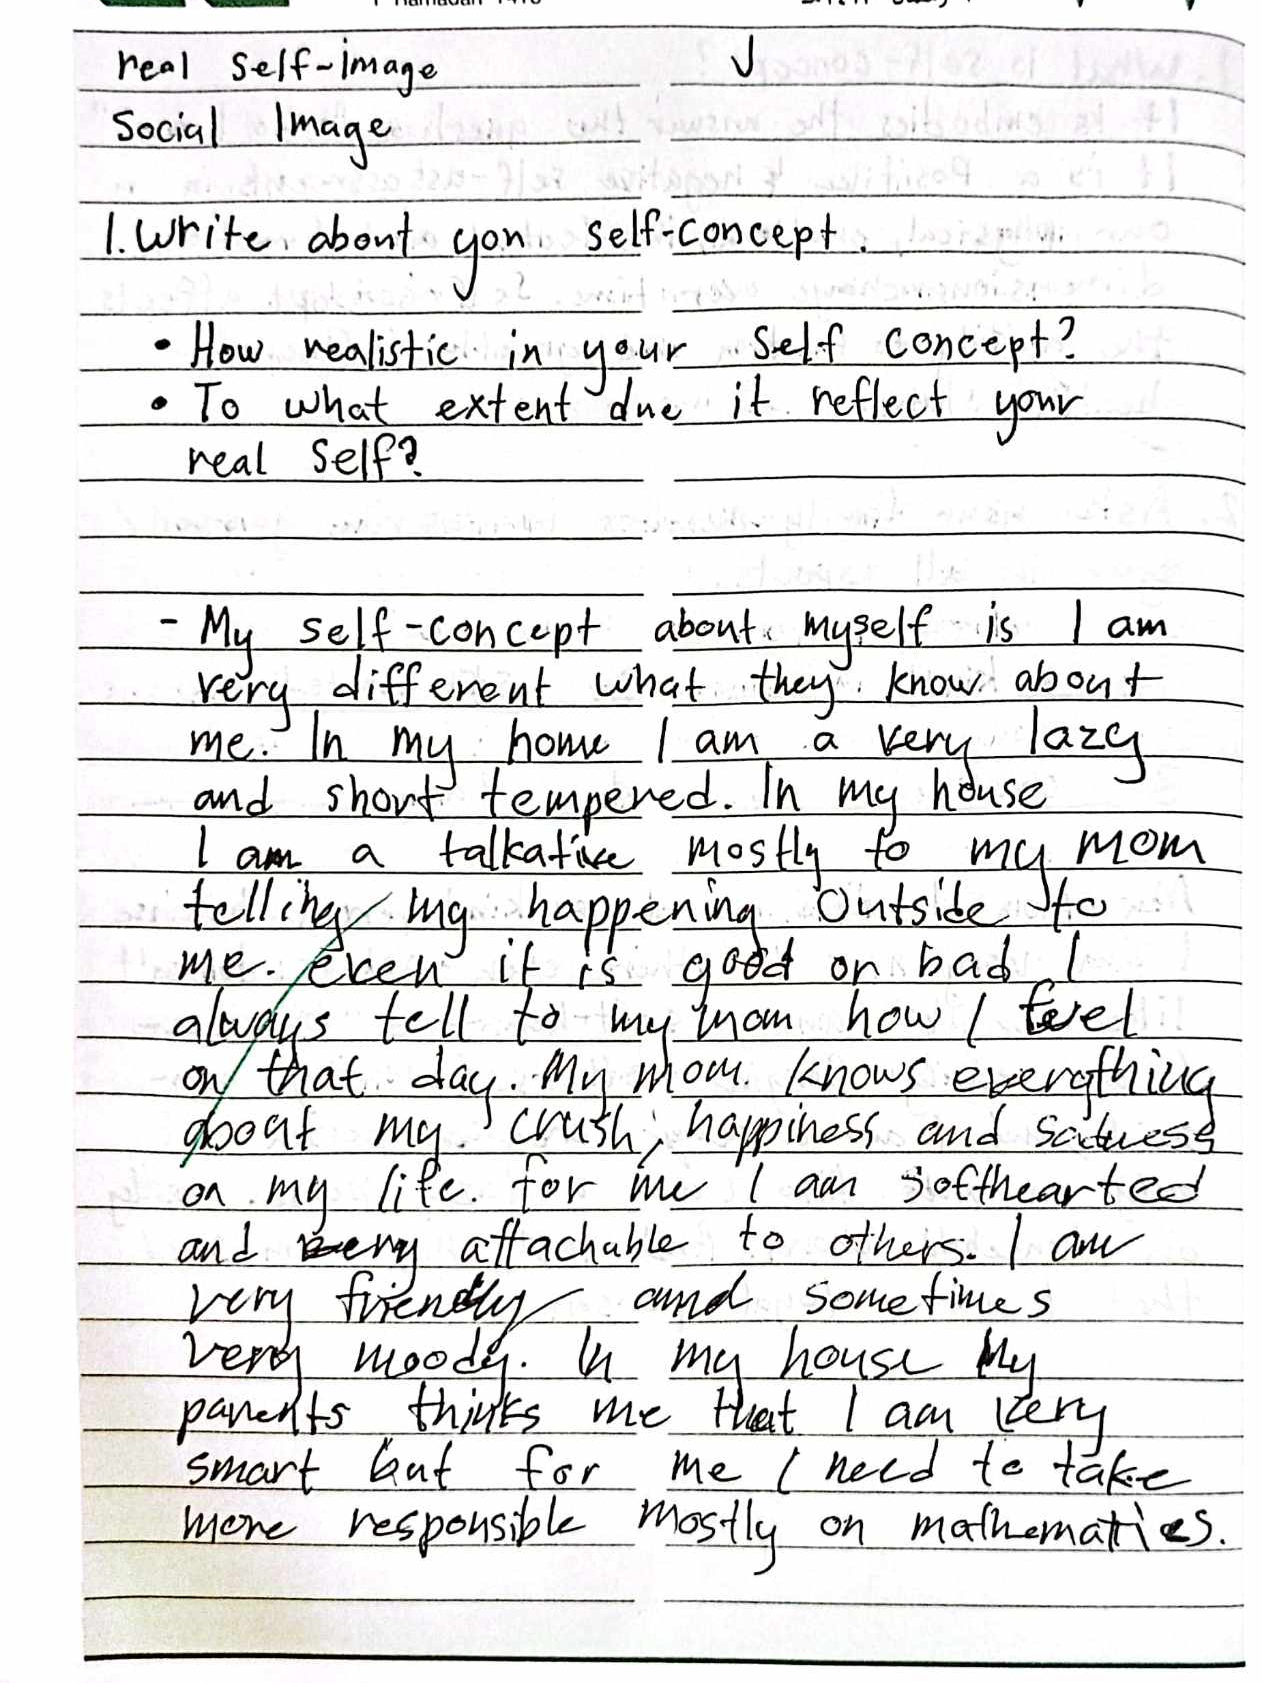 real Self-image
Social Image
1. Write about your self-concept.
• How realistic in your Self Concept?
• To what extent due it reflect your
real Self?
- My self-concept about myself is I am
very different what they know about
me. In my home I am a very lazy
and short tempered. In my house
I am a talkative mostly to my mom
telling my happening Outside to
me. even it is good or bad I
always tell to my mom how I feel
on that day. My mom knows everything
about my crush, happiness and sadness
on my life. for me I am softhearted
and very attachable to others. I am
very friendly and sometimes
very moody. In my house My
parents thinks me that I am very
smart but for me I need to take
more responsible mostly on mathematics.